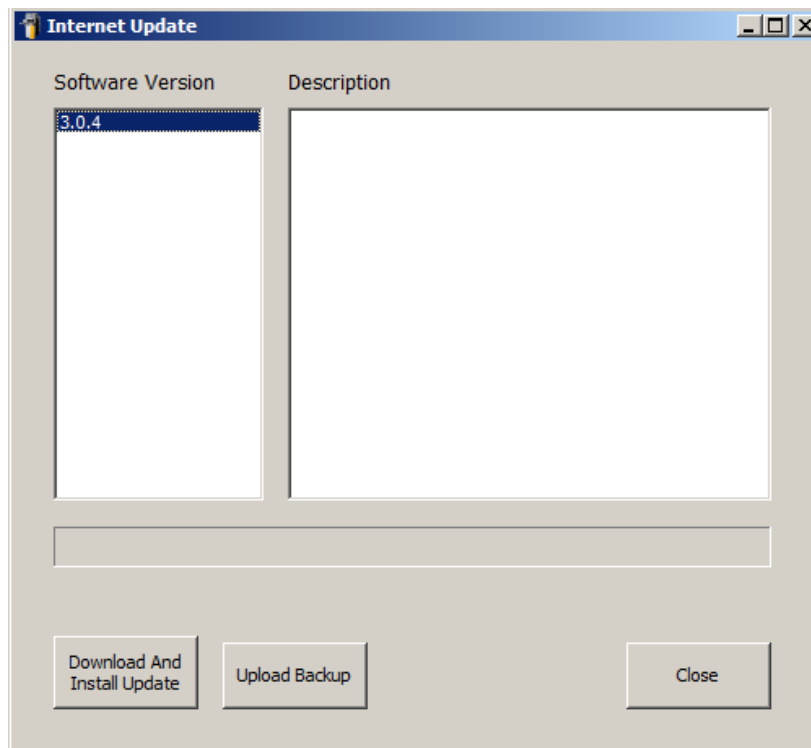 Internet Update
Software Version
Description
3.0.4
Download And
Install Update
Upload Backup
Close